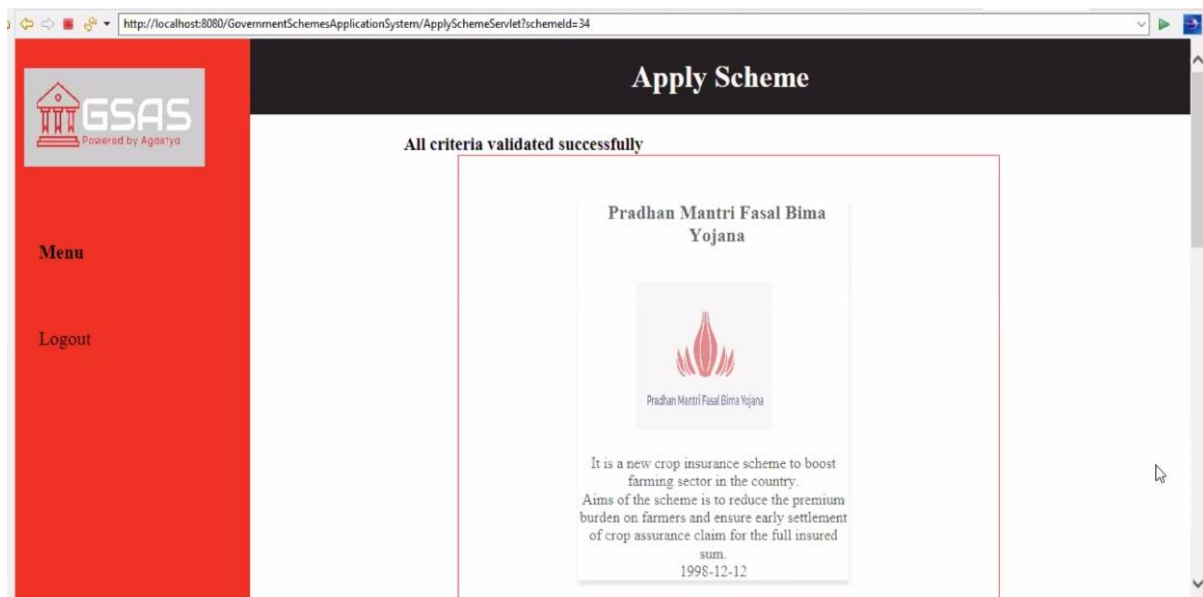 http://localhost:8080/GovernmentSchemesApplicationSystem/ApplySchemeServlet?schemeId=34
GSAS
Powered by Agastya
Menu
Logout
Apply Scheme
All criteria validated successfully
Pradhan Mantri Fasal Bima
Yojana
Pradhan Mantri Fasal Bima Yojana
It is a new crop insurance scheme to boost
farming sector in the country.
Aims of the scheme is to reduce the premium
burden on farmers and ensure early settlement
of crop assurance claim for the full insured
sum.
1998-12-12